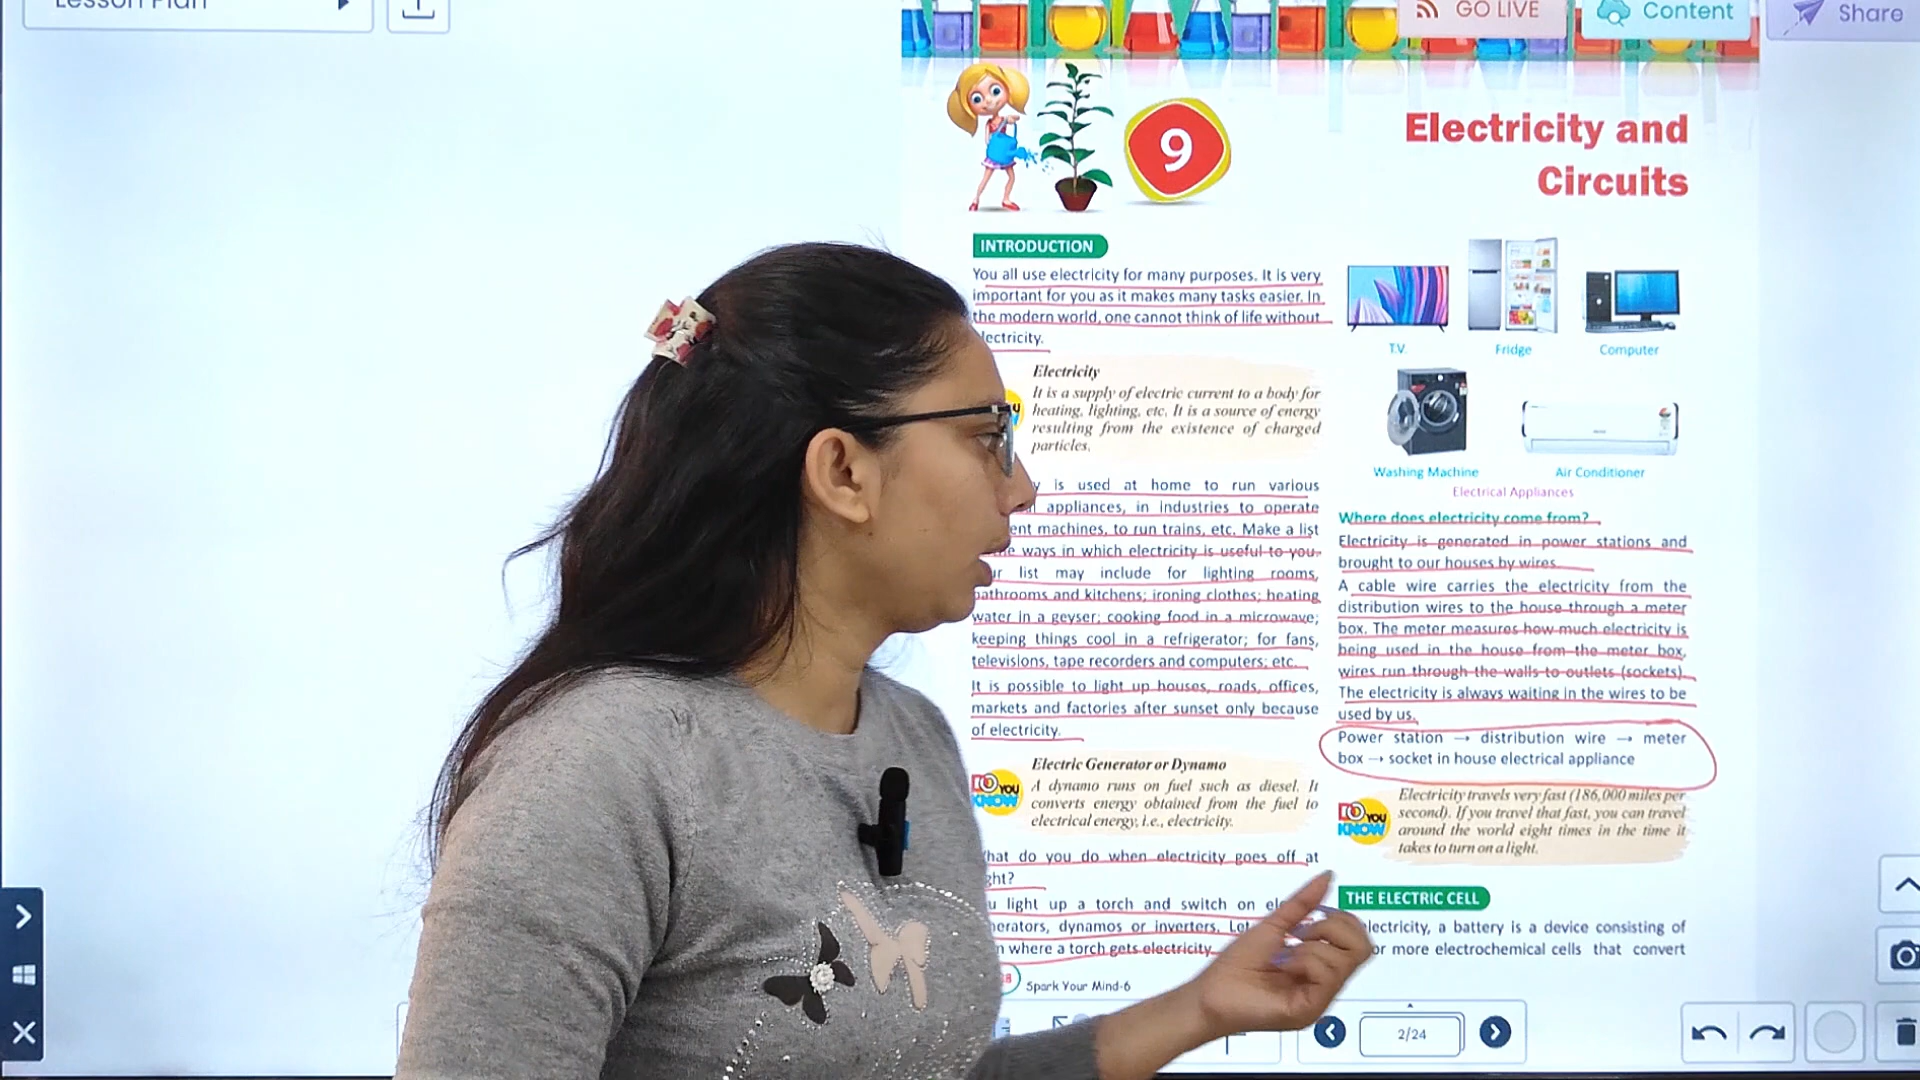 Lesson Plan
GO LIVE
Content
Share
9
Electricity and
Circuits
INTRODUCTION
You all use electricity for many purposes. It is very
important for you as it makes many tasks easier. In
the modern world, one cannot think of life without
lectricity.
Electricity
It is a supply of electric current to a body for
heating, lighting, etc. It is a source of energy
resulting from the existence of charged
particles.
y is used at home to run various
appliances, in industries to operate
ent machines, to run trains, etc. Make a list
ways in which electricity is useful to you.
ur list may include for lighting rooms,
bathrooms and kitchens; ironing clothes; heating
water in a geyser; cooking food in a microwave;
keeping things cool in a refrigerator; for fans,
televisions, tape recorders and computers; etc.
It is possible to light up houses, roads, offices,
markets and factories after sunset only because
of electricity.
DO YOU
KNOW
Electric Generator or Dynamo
A dynamo runs on fuel such as diesel. It
converts energy obtained from the fuel to
electrical energy, i.e., electricity.
hat do you do when electricity goes off at
ght?
u light up a torch and switch on
nerators, dynamos or inverters. Let
n where a torch gets electricity
Spark Your Mind-6
T.V.
Fridge
Computer
Washing Machine
Air Conditioner
Electrical Appliances
Where does electricity come from?
Electricity is generated in power stations and
brought to our houses by wires.
A cable wire carries the electricity from the
distribution wires to the house through a meter
box. The meter measures how much electricity is
being used in the house from the meter box,
wires run through the walls to outlets (sockets).
The electricity is always waiting in the wires to be
used by us.
Power station → distribution wire → meter
box → socket in house electrical appliance
DO YOU
KNOW
Electricity travels very fast (186,000 miles per
second). If you travel that fast, you can travel
around the world eight times in the time it
takes to turn on a light.
THE ELECTRIC CELL
lectricity, a battery is a device consisting of
or more electrochemical cells that convert
2/24